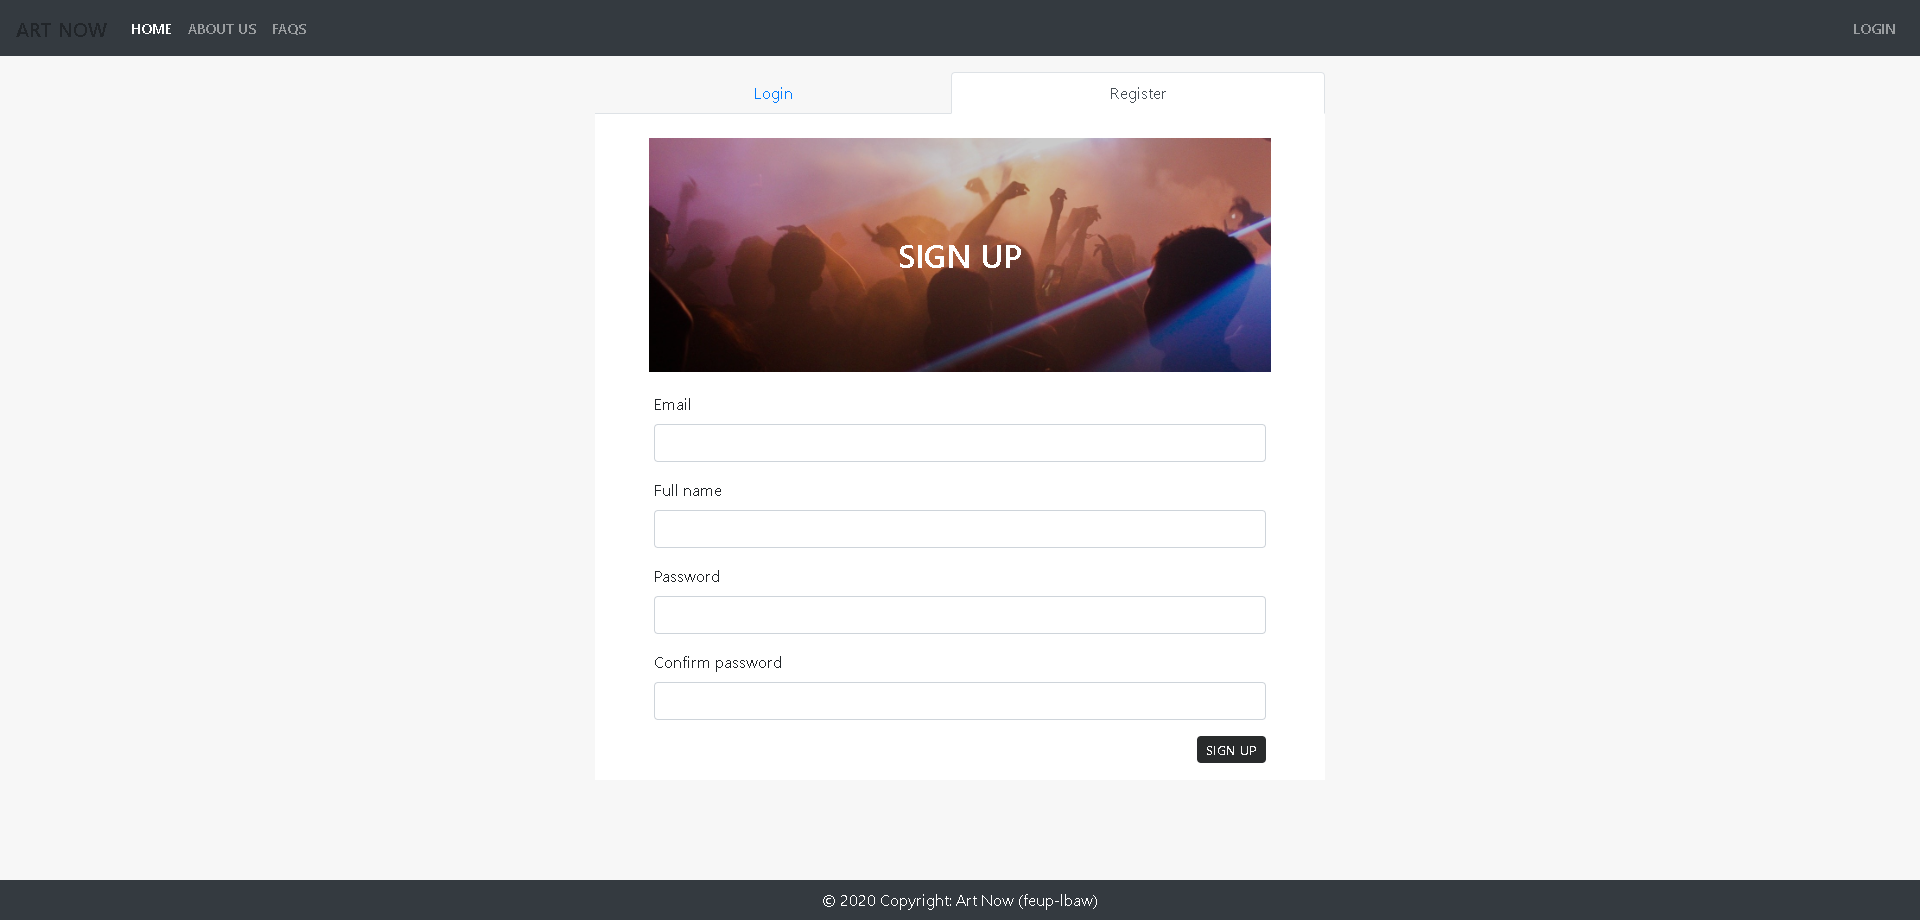 ART NOW HOME ABOUT US FAQS LOGIN
Login Register
SIGN UP
Email
Full name
Password
Confirm password
SIGN UP
© 2020 Copyright: Art Now (feup-lbaw)